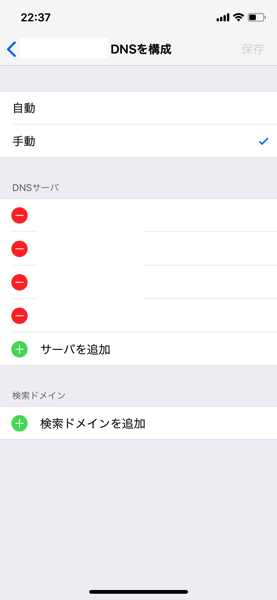 22:37
DNSを構成
保存
自動
手動
DNSサーバ
サーバを追加
検索ドメイン
検索ドメインを追加